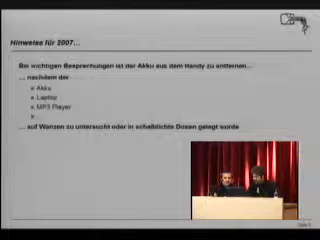 Hinweise für 2007...
Bei wichtigen Besprechnungen ist der Akku aus dem Handy zu entfernen...
... nachdem der
Akku
Laptop
MP3 Player
... auf Wanzen zu untersucht oder in schalldichte Dosen gelegt wurde